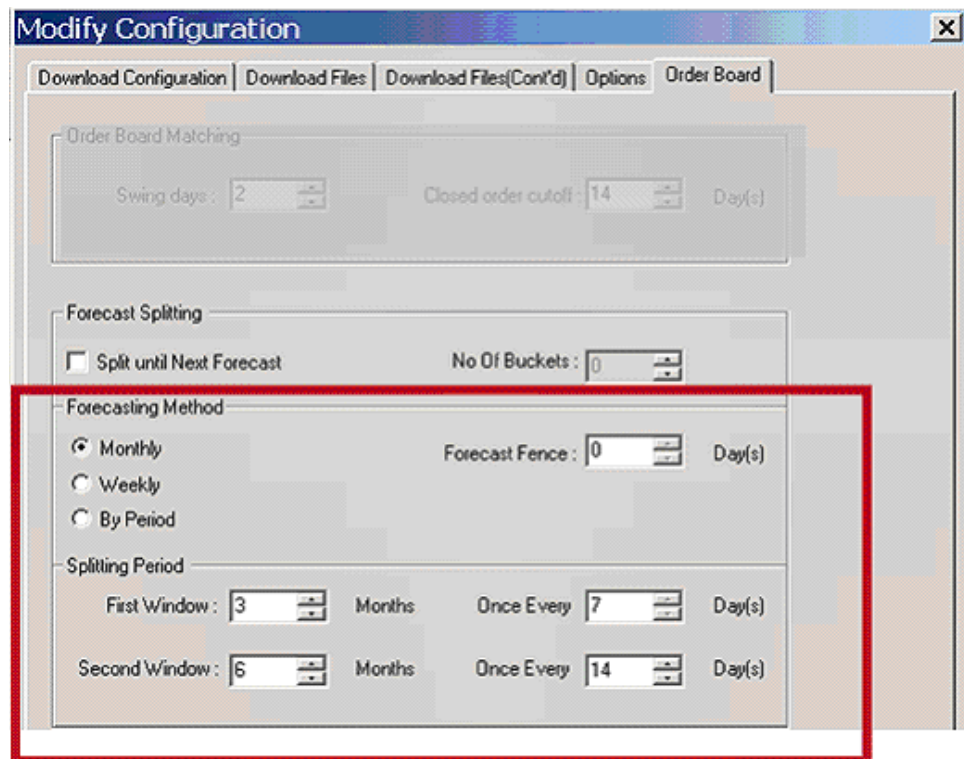 Modify Configuration
Download Configuration Download Files Download Files(Cont'd) Options Order Board
Order Board Matching
Swing days : 2 Closed order cutoff : 14 Day(s)
Forecast Splitting
Split until Next Forecast No Of Buckets : 0
Forecasting Method
Monthly Forecast Fence : 0 Day(s)
Weekly
By Period
Splitting Period
First Window : 3 Months Once Every 7 Day(s)
Second Window : 6 Months Once Every 14 Day(s)